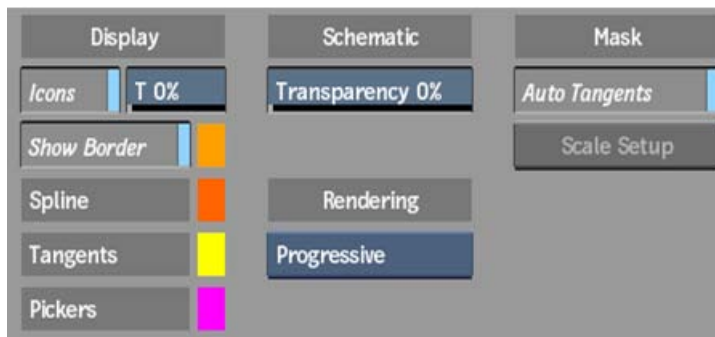 Display
Icons
T 0%
Show Border
Spline
Tangents
Pickers
Schematic
Transparency 0%
Rendering
Progressive
Mask
Auto Tangents
Scale Setup